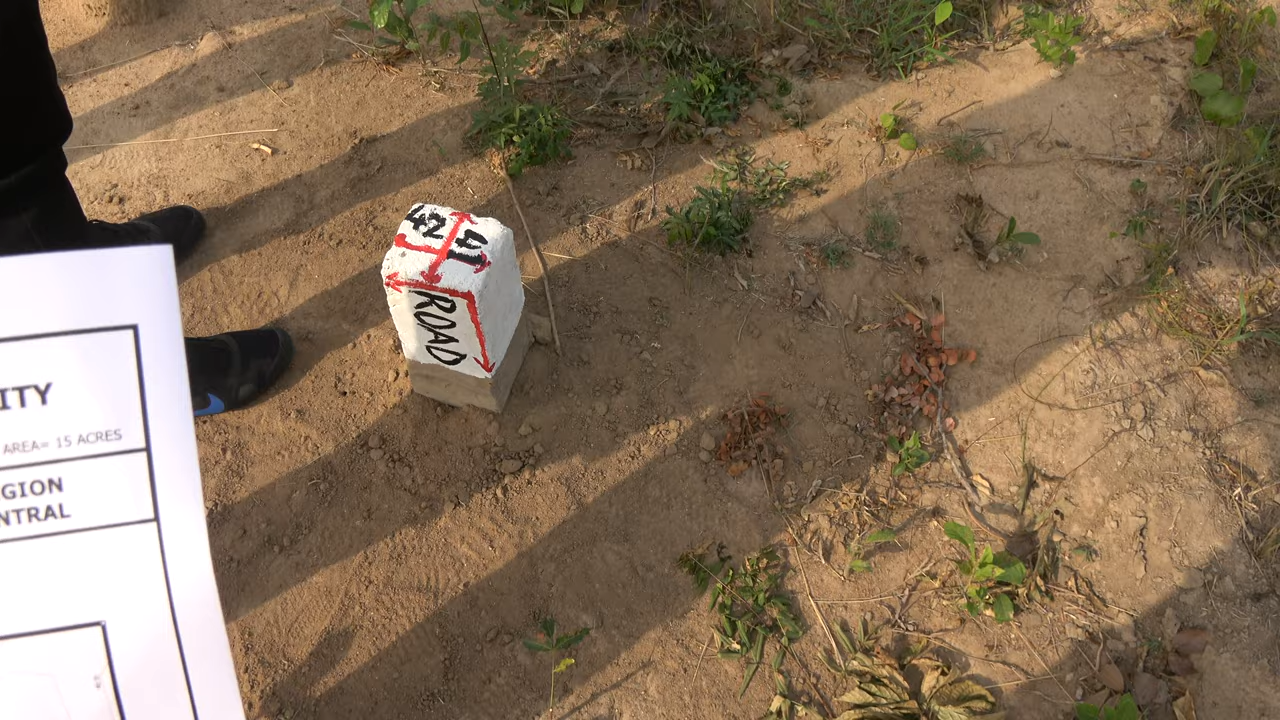 42
41
ROAD
ITY
AREA= 15 ACRES
GION
NTRAL